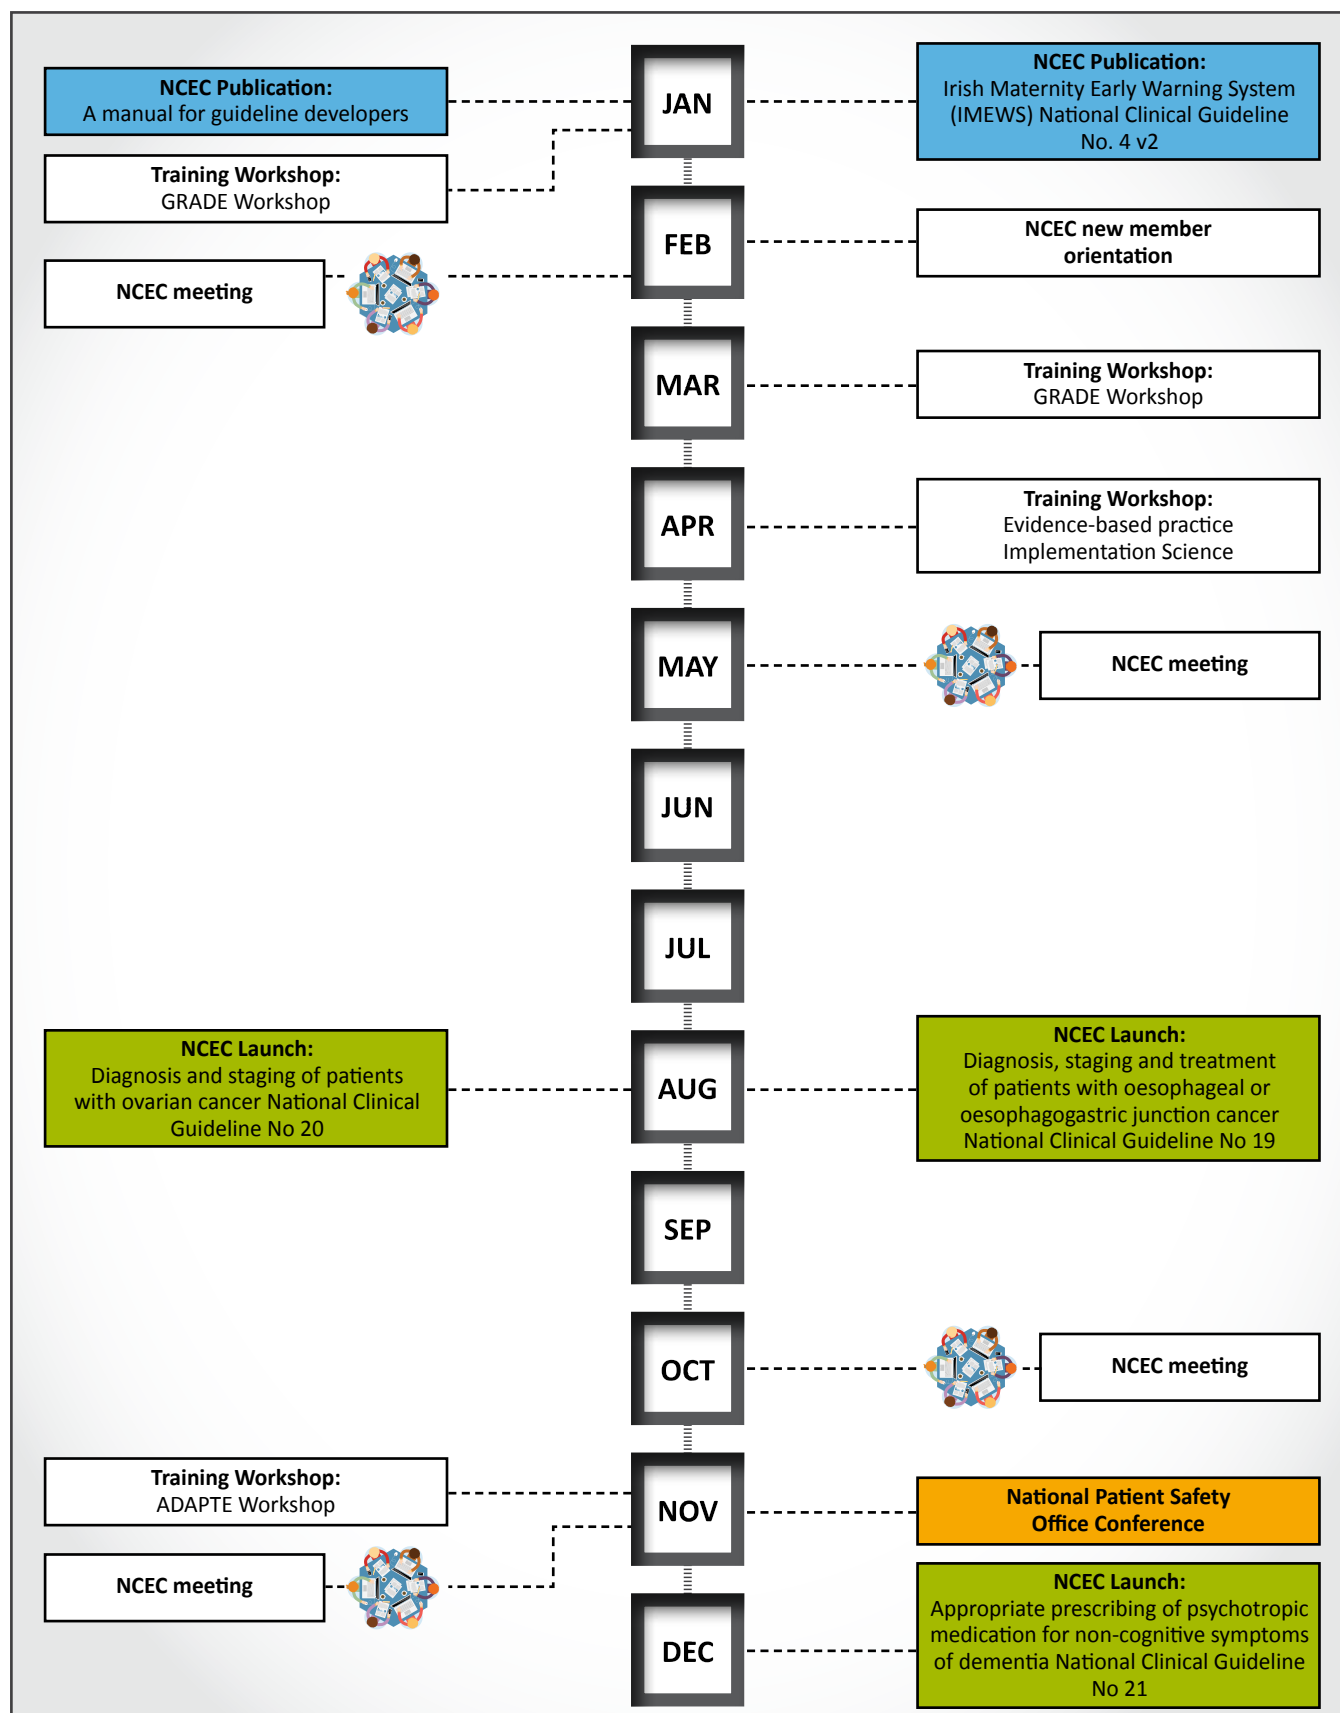 JAN
NCEC Publication:
A manual for guideline developers
NCEC Publication:
Irish Maternity Early Warning System
(IMEWS) National Clinical Guideline
No. 4 v2
Training Workshop:
GRADE Workshop
FEB
NCEC new member
orientation
NCEC meeting
MAR
Training Workshop:
GRADE Workshop
APR
Training Workshop:
Evidence-based practice
Implementation Science
MAY
NCEC meeting
JUN
JUL
AUG
NCEC Launch:
Diagnosis and staging of patients
with ovarian cancer National Clinical
Guideline No 20
NCEC Launch:
Diagnosis, staging and treatment
of patients with oesophageal or
oesophagogastric junction cancer
National Clinical Guideline No 19
SEP
OCT
NCEC meeting
NOV
Training Workshop:
ADAPTE Workshop
National Patient Safety
Office Conference
NCEC meeting
DEC
NCEC Launch:
Appropriate prescribing of psychotropic
medication for non-cognitive symptoms
of dementia National Clinical Guideline
No 21